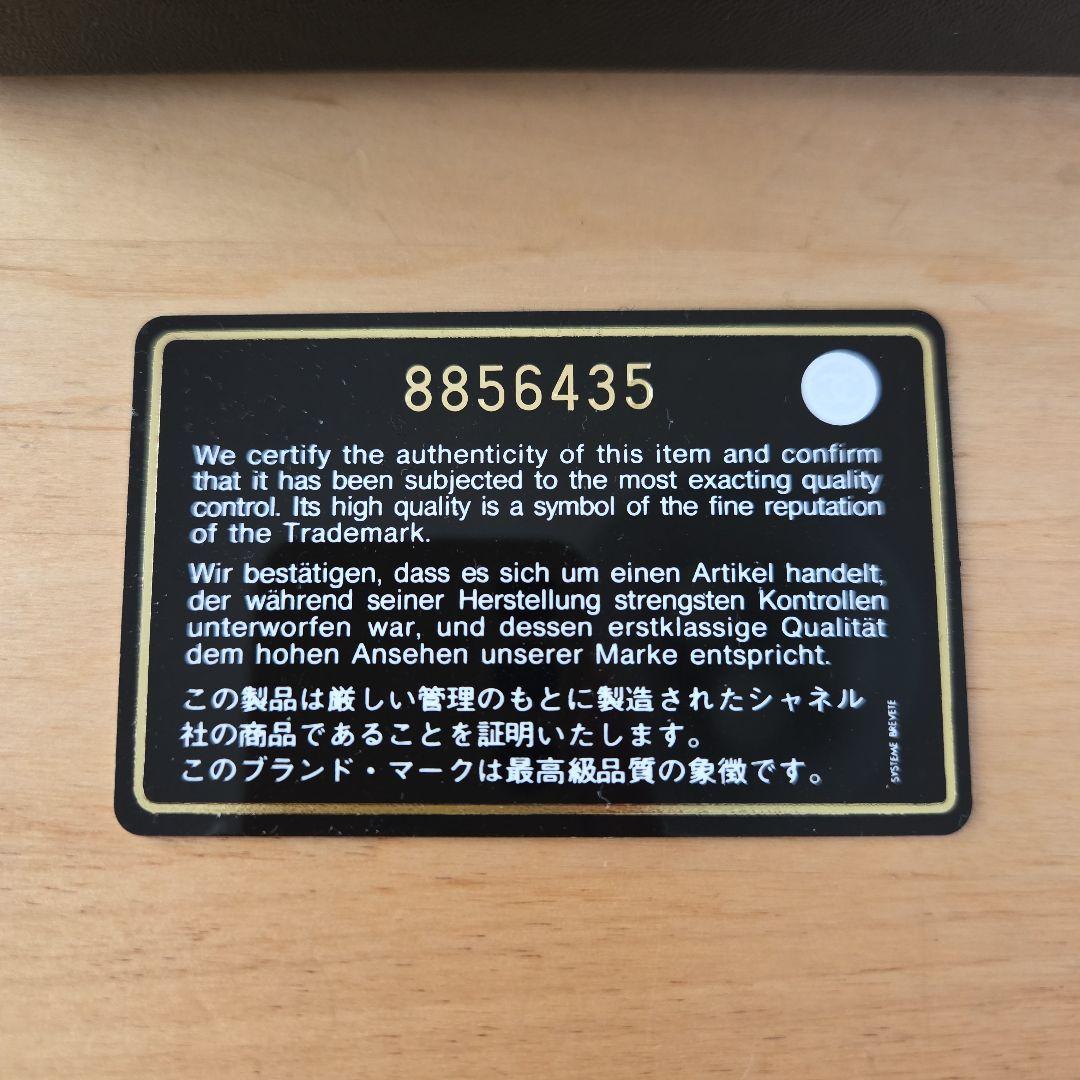 8856435
We certify the authenticity of this item and confirm
that it has been subjected to the most exacting quality
control. Its high quality is a symbol of the fine reputation
of the Trademark.
Wir bestätigen, dass es sich um einen Artikel handelt,
der während seiner Herstellung strengsten Kontrollen
unterworfen war, und dessen erstklassige Qualität
dem hohen Ansehen unserer Marke entspricht.
この製品は厳しい管理のもとに製造されたシャネル
社の商品であることを証明いたします。
このブランド・マークは最高級品質の象徴です。
SYSTEME BREVETE